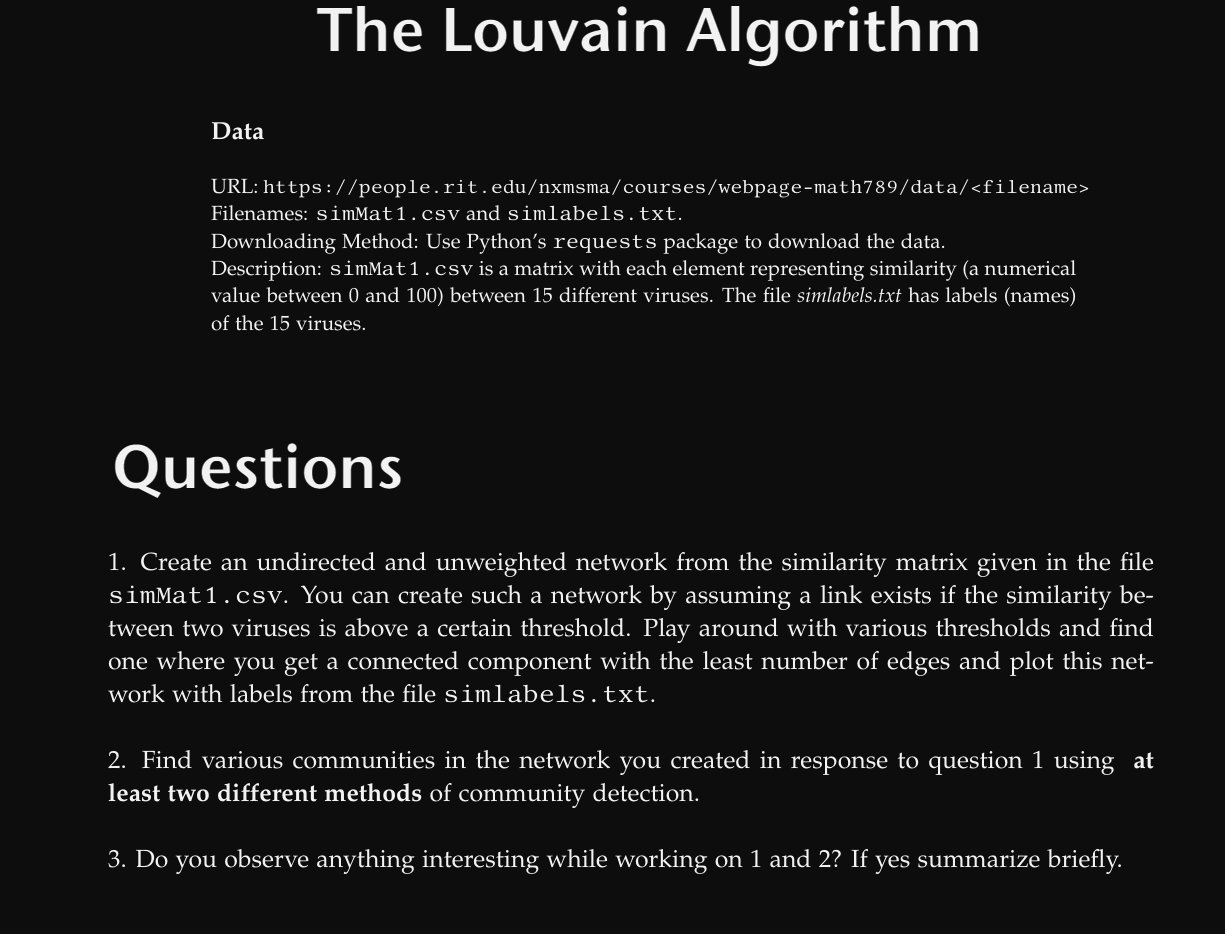 The Louvain Algorithm
Data
URL: https://people.rit.edu/nxmsma/courses/webpage-math789/data/<filename>
Filenames: simMat1.csv and simlabels.txt.
Downloading Method: Use Python's requests package to download the data.
Description: simMat1.csv is a matrix with each element representing similarity (a numerical
value between 0 and 100) between 15 different viruses. The file simlabels.txt has labels (names)
of the 15 viruses.
Questions
1. Create an undirected and unweighted network from the similarity matrix given in the file
simMat1.csv. You can create such a network by assuming a link exists if the similarity be-
tween two viruses is above a certain threshold. Play around with various thresholds and find
one where you get a connected component with the least number of edges and plot this net-
work with labels from the file simlabels.txt.
2. Find various communities in the network you created in response to question 1 using at
least two different methods of community detection.
3. Do you observe anything interesting while working on 1 and 2? If yes summarize briefly.